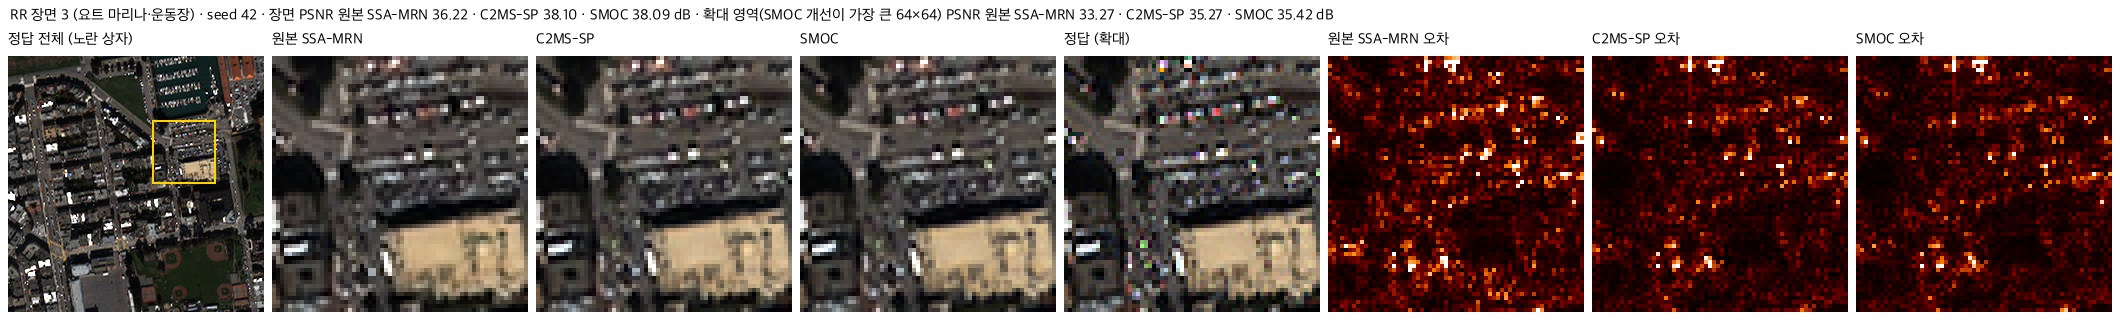 RR 장면 3 (요트 마리나·운동장) · seed 42 · 장면 PSNR 원본 SSA-MRN 36.22 · C2MS-SP 38.10 · SMOC 38.09 dB · 확대 영역(SMOC 개선이 가장 큰 64×64) PSNR 원본 SSA-MRN 33.27 · C2MS-SP 35.27 · SMOC 35.42 dB
정답 전체 (노란 상자)
원본 SSA-MRN
C2MS-SP
SMOC
정답 (확대)
원본 SSA-MRN 오차
C2MS-SP 오차
SMOC 오차